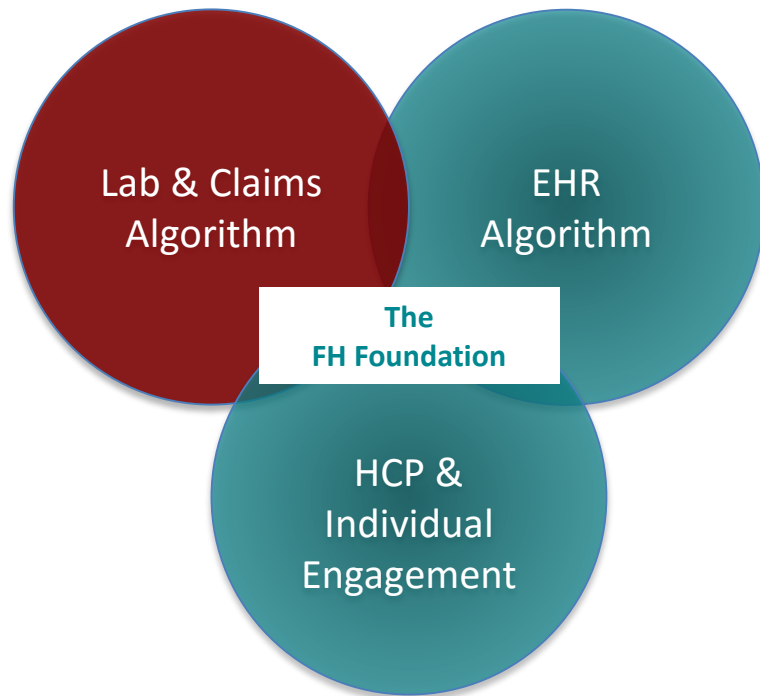 Lab & Claims
Algorithm
EHR
Algorithm
The
FH Foundation
HCP &
Individual
Engagement